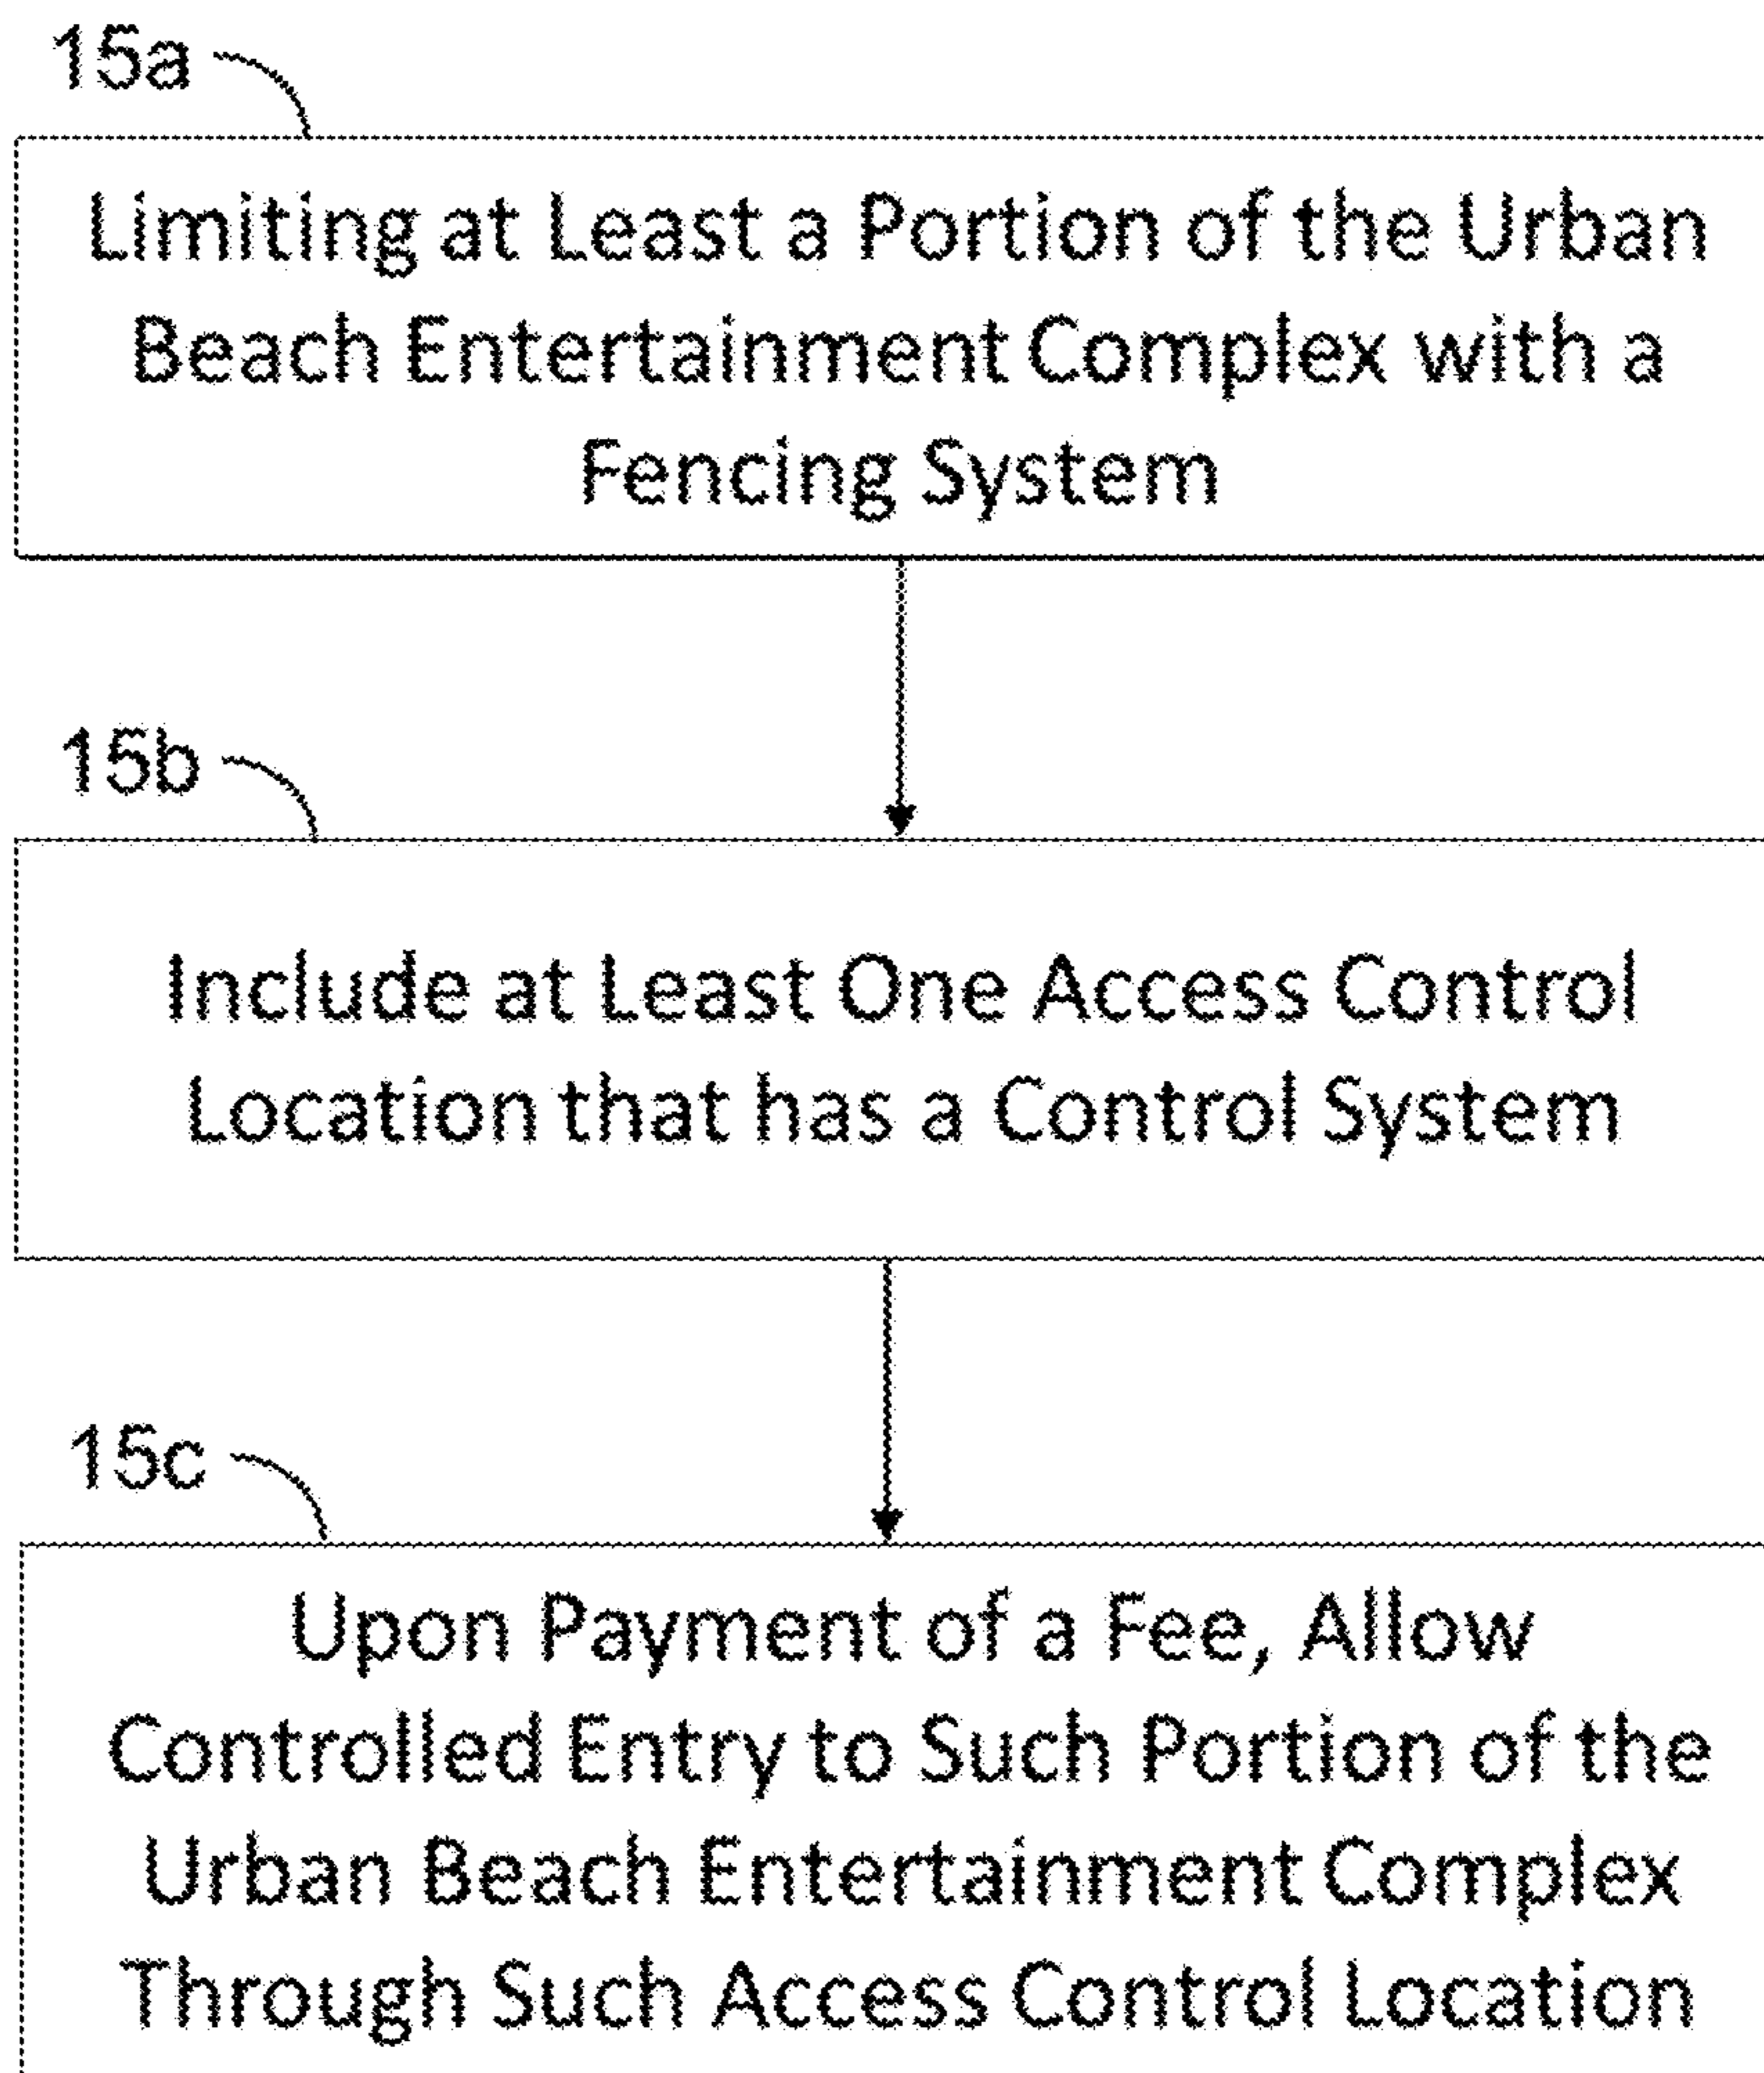 15a
Limiting at Least a Portion of the Urban
Beach Entertainment Complex with a
Fencing System
15b
Include at Least One Access Control
Location that has a Control System
15c
Upon Payment of a Fee, Allow
Controlled Entry to Such Portion of the
Urban Beach Entertainment Complex
Through Such Access Control Location